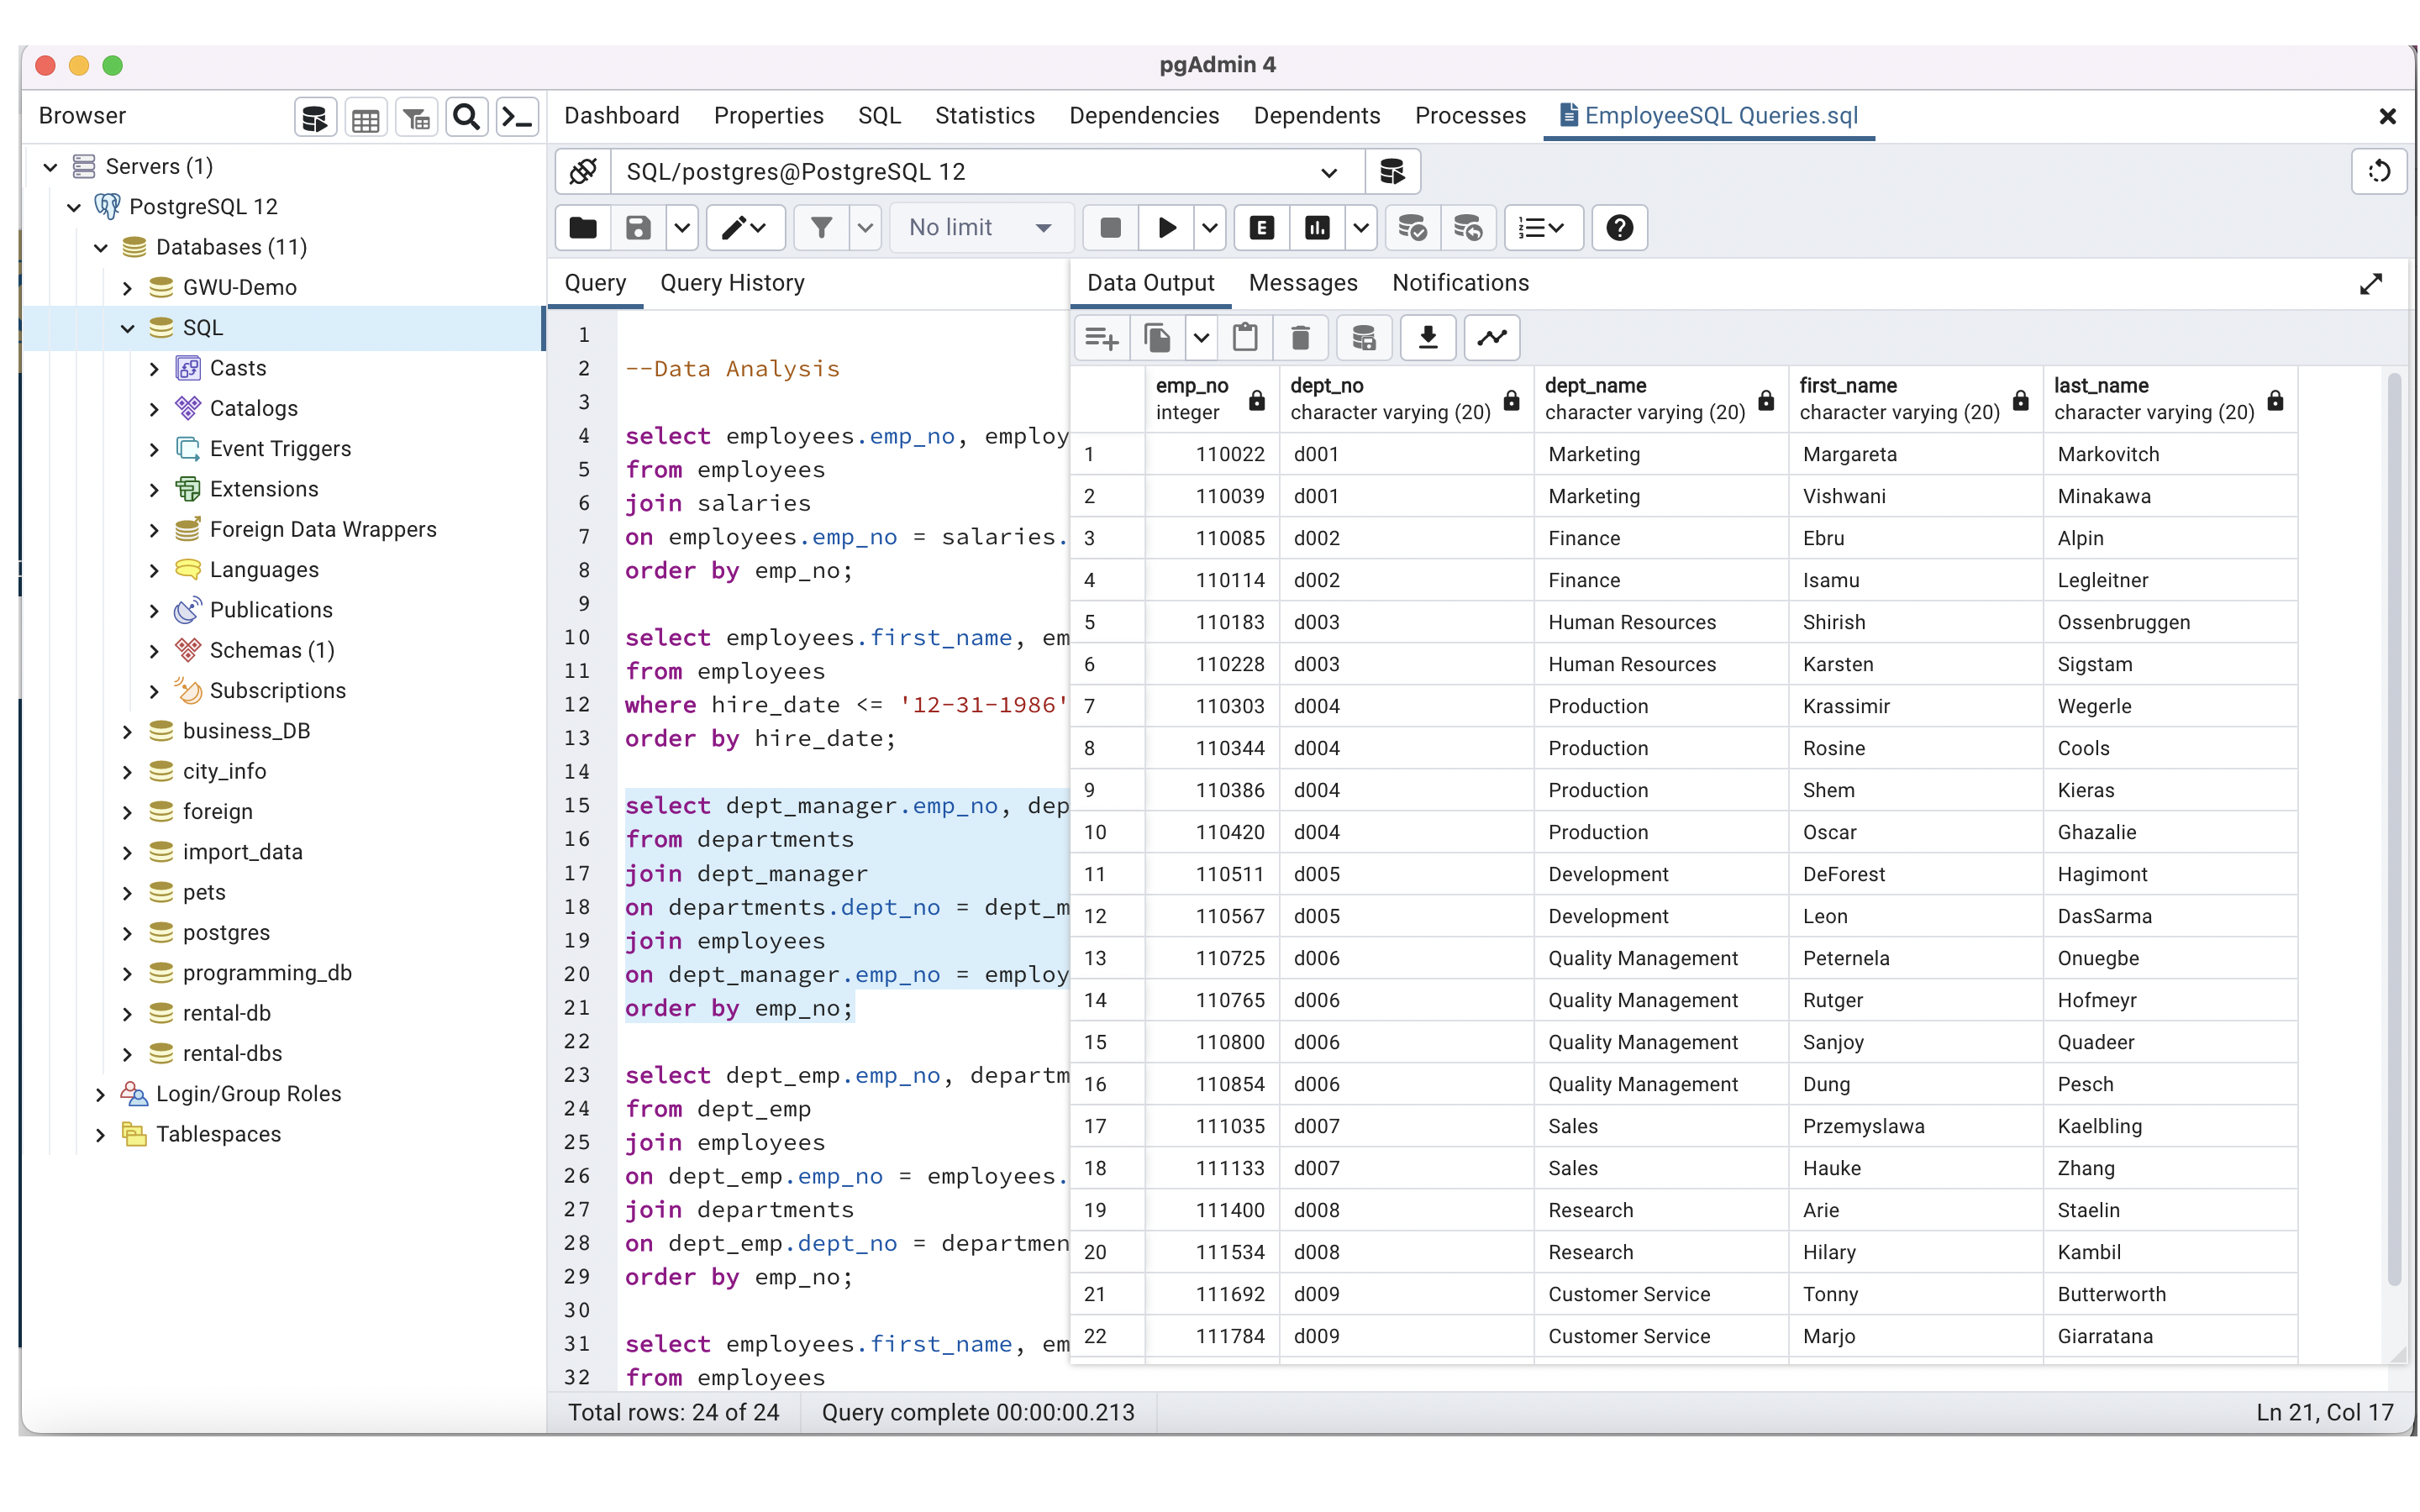 pgAdmin 4
Browser
Dashboard Properties SQL Statistics Dependencies Dependents Processes EmployeeSQL Queries.sql
Servers (1)
PostgreSQL 12
Databases (11)
GWU-Demo
SQL
Casts
Catalogs
Event Triggers
Extensions
Foreign Data Wrappers
Languages
Publications
Schemas (1)
Subscriptions
business_DB
city_info
foreign
import_data
pets
postgres
programming_db
rental-db
rental-dbs
Login/Group Roles
Tablespaces
SQL/postgres@PostgreSQL 12
No limit
E
Query Query History
1
2 --Data Analysis
3
4 select employees.emp_no, employ
5 from employees
6 join salaries
7 on employees.emp_no = salaries.
8 order by emp_no;
9
10 select employees.first_name, em
11 from employees
12 where hire_date <= '12-31-1986'
13 order by hire_date;
14
15 select dept_manager.emp_no, dep
16 from departments
17 join dept_manager
18 on departments.dept_no = dept_m
19 join employees
20 on dept_manager.emp_no = employ
21 order by emp_no;
22
23 select dept_emp.emp_no, departm
24 from dept_emp
25 join employees
26 on dept_emp.emp_no = employees.
27 join departments
28 on dept_emp.dept_no = departmen
29 order by emp_no;
30
31 select employees.first_name, em
32 from employees
Data Output Messages Notifications
emp_no dept_no dept_name first_name last_name
integer character varying (20) character varying (20) character varying (20) character varying (20)
1 110022 d001 Marketing Margareta Markovitch
2 110039 d001 Marketing Vishwani Minakawa
3 110085 d002 Finance Ebru Alpin
4 110114 d002 Finance Isamu Legleitner
5 110183 d003 Human Resources Shirish Ossenbruggen
6 110228 d003 Human Resources Karsten Sigstam
7 110303 d004 Production Krassimir Wegerle
8 110344 d004 Production Rosine Cools
9 110386 d004 Production Shem Kieras
10 110420 d004 Production Oscar Ghazalie
11 110511 d005 Development DeForest Hagimont
12 110567 d005 Development Leon DasSarma
13 110725 d006 Quality Management Peternela Onuegbe
14 110765 d006 Quality Management Rutger Hofmeyr
15 110800 d006 Quality Management Sanjoy Quadeer
16 110854 d006 Quality Management Dung Pesch
17 111035 d007 Sales Przemyslawa Kaelbling
18 111133 d007 Sales Hauke Zhang
19 111400 d008 Research Arie Staelin
20 111534 d008 Research Hilary Kambil
21 111692 d009 Customer Service Tonny Butterworth
22 111784 d009 Customer Service Marjo Giarratana
Total rows: 24 of 24 Query complete 00:00:00.213 Ln 21, Col 17